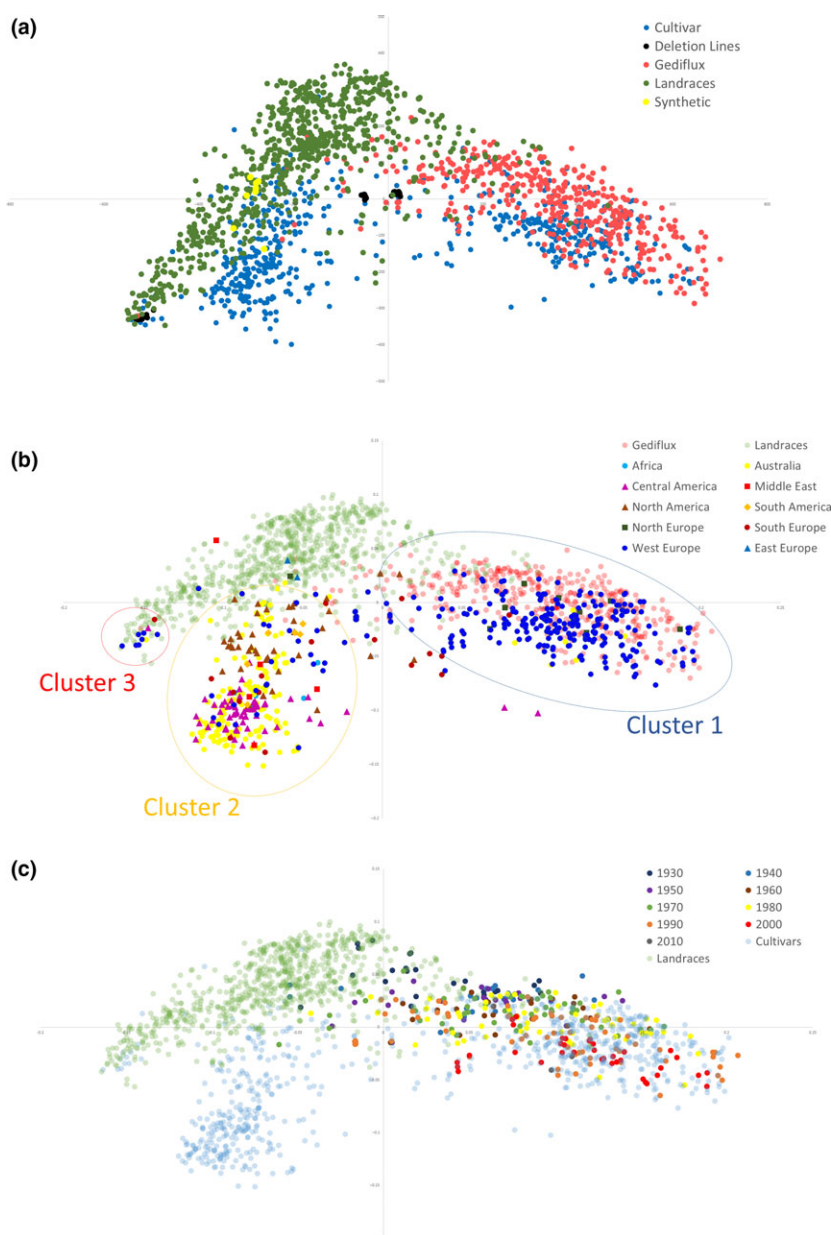 (a)
Cultivar
Deletion Lines
Gediflux
Landraces
Synthetic
(b)
Gediflux
Landraces
Africa
Australia
Central America
Middle East
North America
South America
North Europe
South Europe
West Europe
East Europe
Cluster 3
Cluster 1
Cluster 2
(c)
1930
1940
1950
1960
1970
1980
1990
2000
2010
Cultivars
Landraces